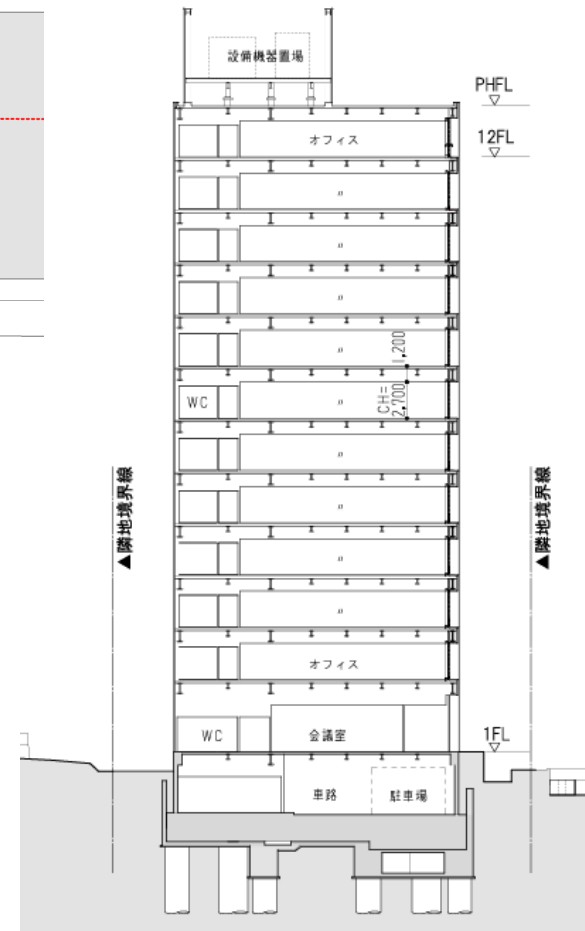 設備機器置場
PHFL
オフィス
12FL
〃
〃
〃
〃
1,200
WC
〃
CH=
2,700
〃
〃
▲隣地境界線
▲隣地境界線
〃
〃
オフィス
WC
会議室
1FL
車路
駐車場